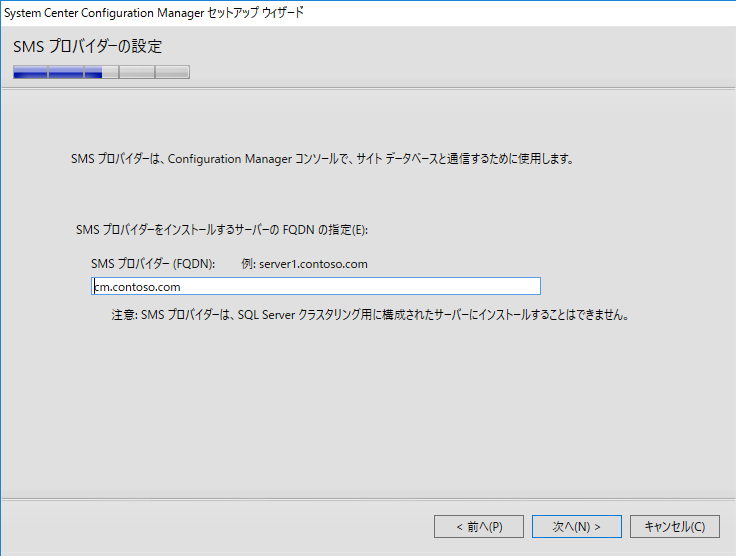 System Center Configuration Manager セットアップ ウィザード
SMS プロバイダーの設定
SMS プロバイダーは、Configuration Manager コンソールで、サイト データベースと通信するために使用します。
SMS プロバイダーをインストールするサーバーの FQDN の指定(E):
SMS プロバイダー (FQDN): 例: server1.contoso.com
cm.contoso.com
注意: SMS プロバイダーは、SQL Server クラスタリング用に構成されたサーバーにインストールすることはできません。
< 前へ(P) 次へ(N) > キャンセル(C)